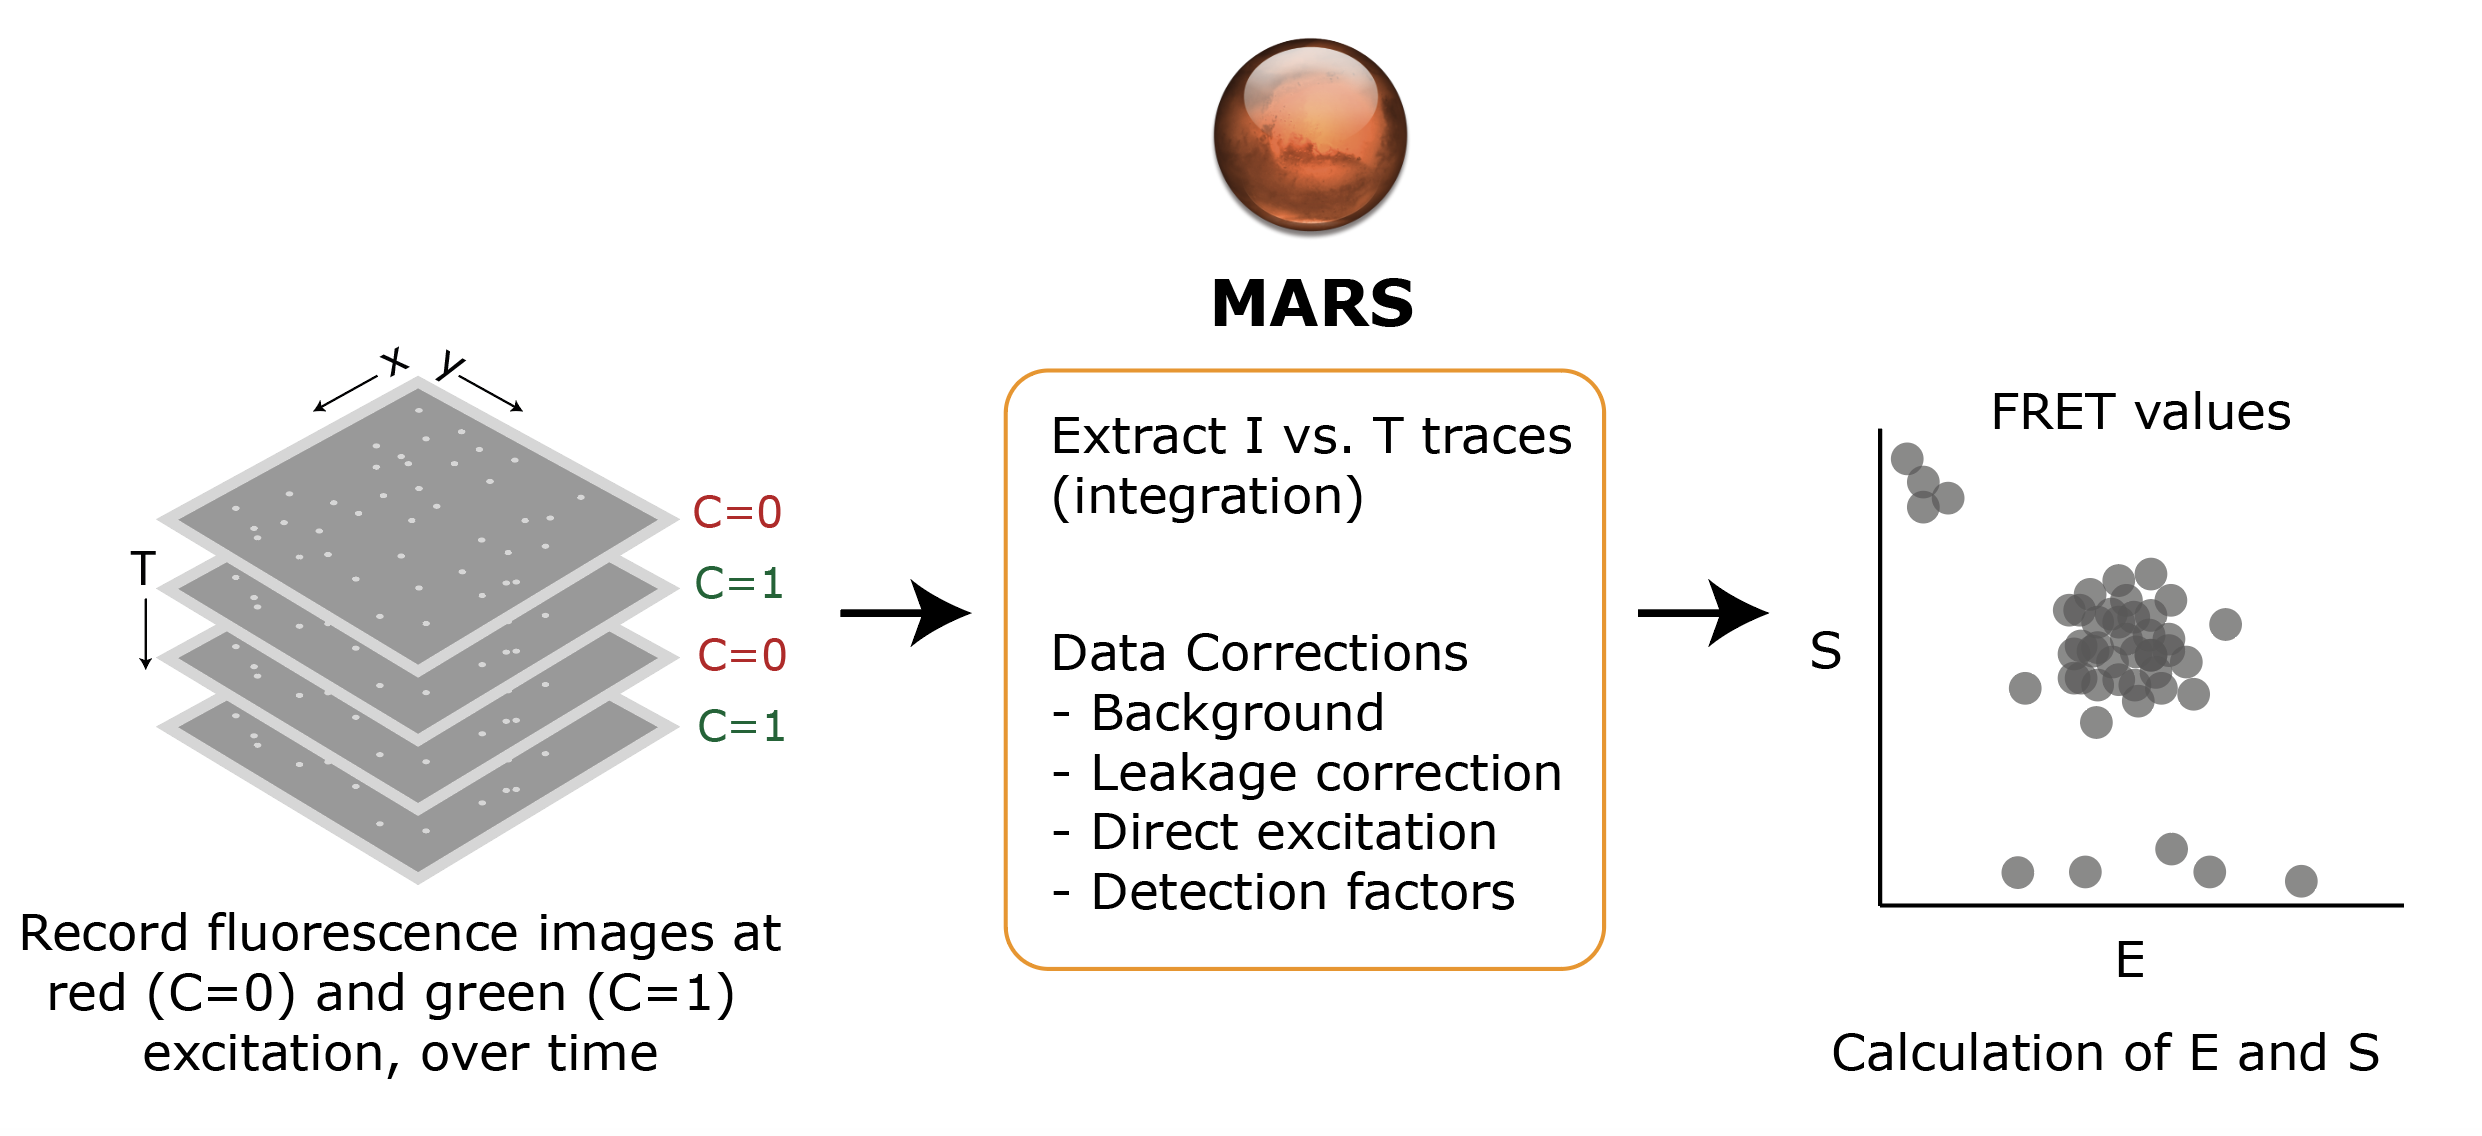 x y
C=0
C=1
C=0
C=1
T
Record fluorescence images at
red (C=0) and green (C=1)
excitation, over time
MARS
Extract I vs. T traces
(integration)
Data Corrections
- Background
- Leakage correction
- Direct excitation
- Detection factors
FRET values
S
E
Calculation of E and S